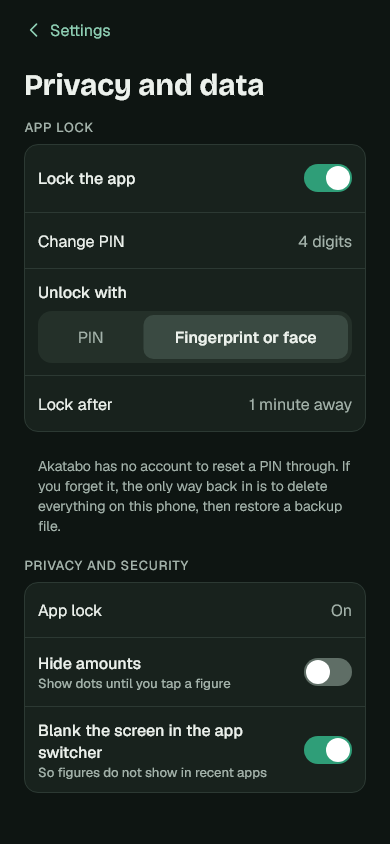 Settings
Privacy and data
APP LOCK
Lock the app
Change PIN
4 digits
Unlock with
PIN
Fingerprint or face
Lock after
1 minute away
Akatabo has no account to reset a PIN through. If
you forget it, the only way back in is to delete
everything on this phone, then restore a backup
file.
PRIVACY AND SECURITY
App lock
On
Hide amounts
Show dots until you tap a figure
Blank the screen in the app
switcher
So figures do not show in recent apps